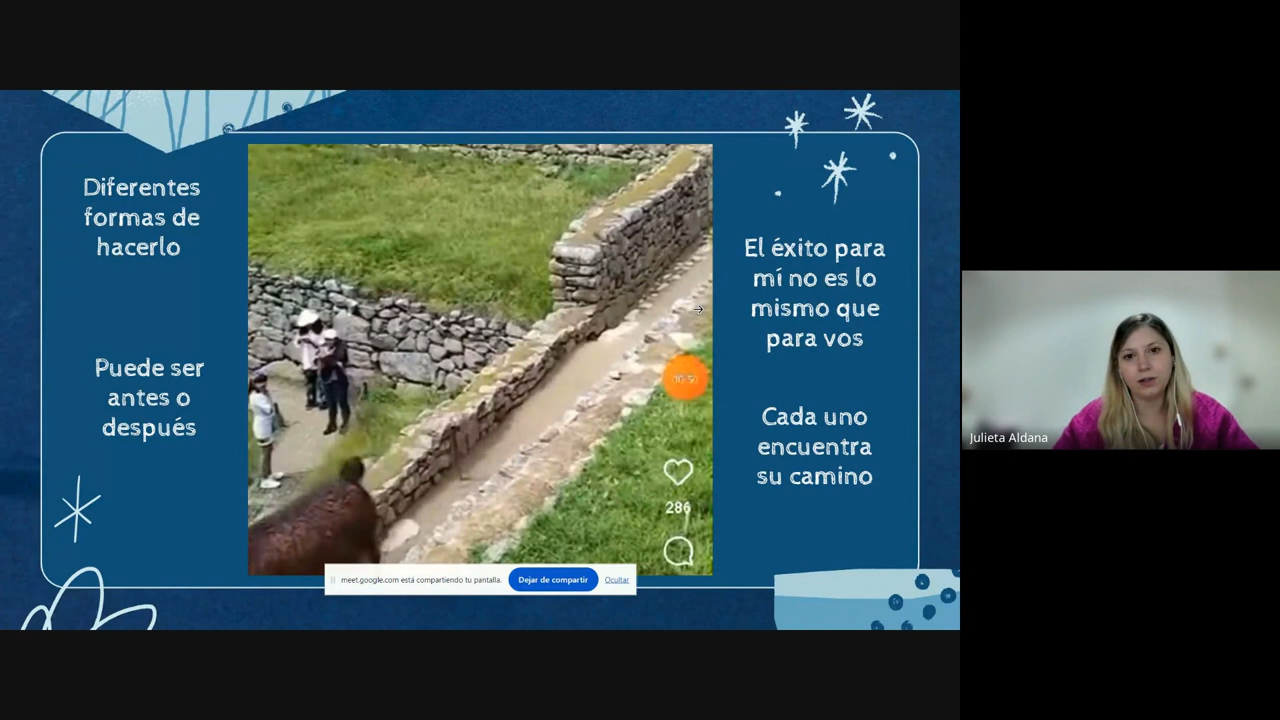 Diferentes
formas de
hacerlo
Puede ser
antes o
después
El éxito para
mí no es lo
mismo que
para vos
Cada uno
encuentra
su camino
286
meet.google.com está compartiendo tu pantalla.
Dejar de compartir
Ocultar
Julieta Aldana